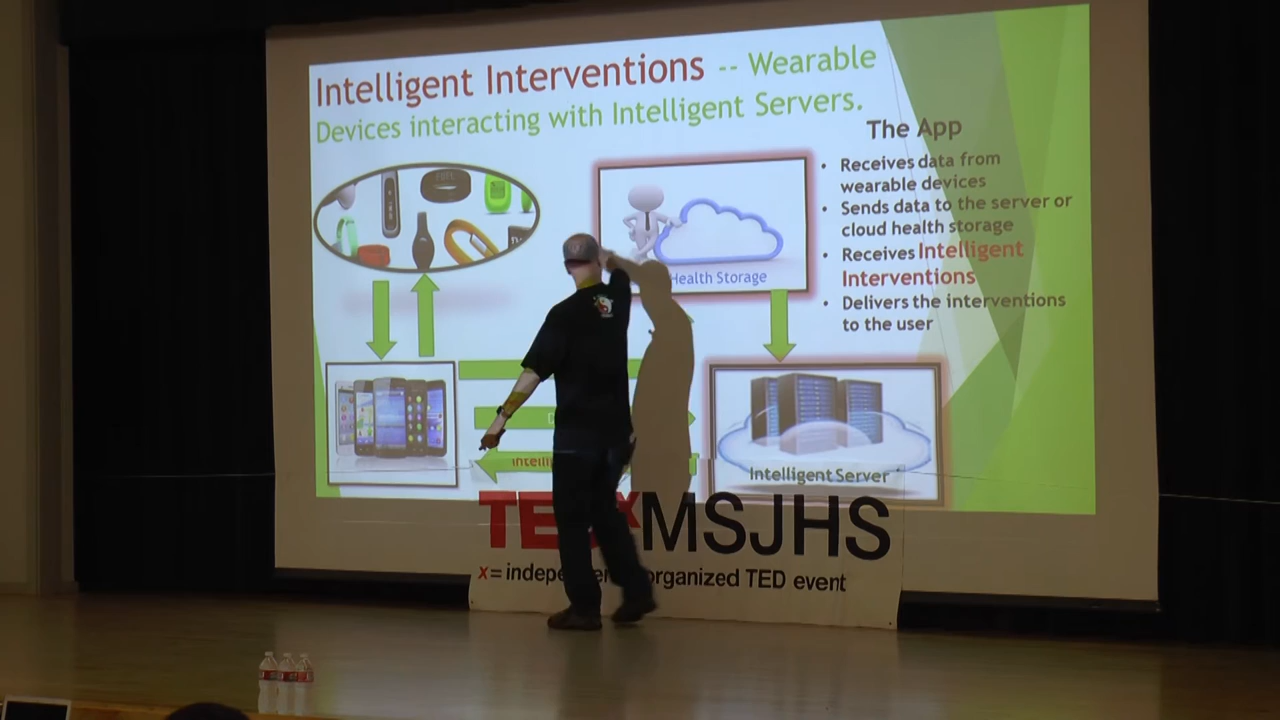 Intelligent Interventions -- Wearable
Devices interacting with Intelligent Servers.
The App
• Receives data from
wearable devices
• Sends data to the server or
cloud health storage
• Receives Intelligent
Interventions
• Delivers the interventions
to the user
Health Storage
Intelligent Server
MSJHS
x= organized TED event